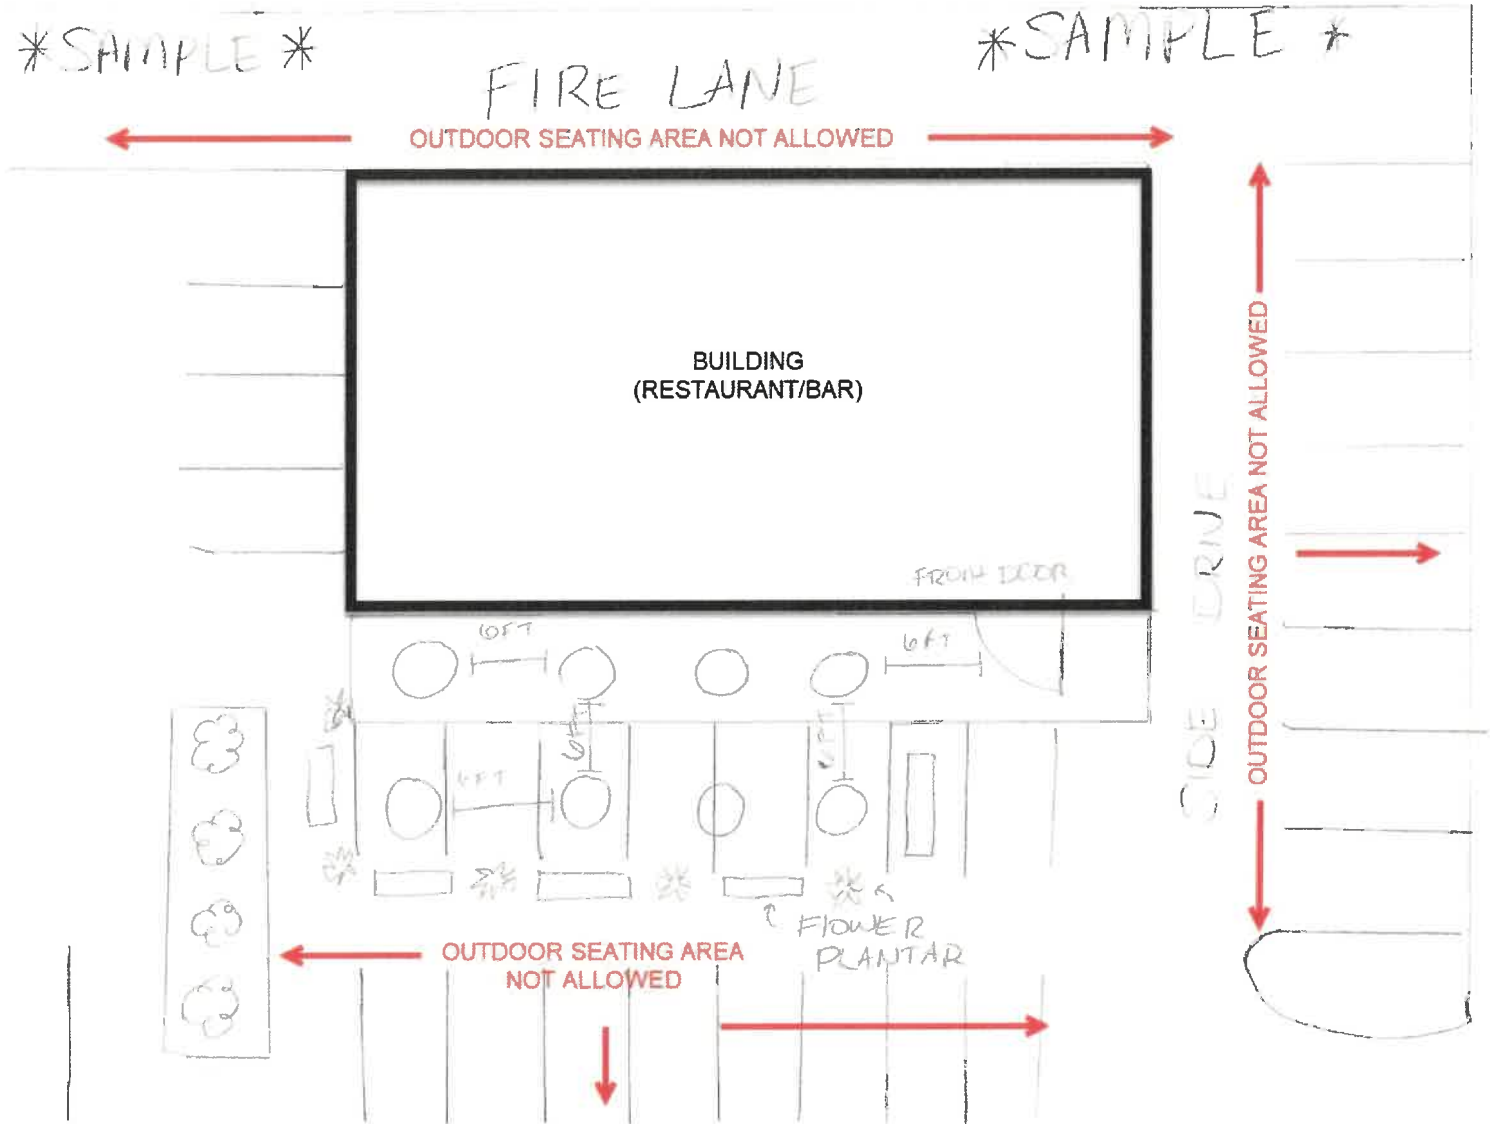 *SAMPLE*
*SAMPLE*
FIRE LANE
OUTDOOR SEATING AREA NOT ALLOWED
BUILDING
(RESTAURANT/BAR)
OUTDOOR SEATING AREA NOT ALLOWED
SIDE DRIVE
FRONT DOOR
6FT
6FT
6FT
6FT
6FT
FLOWER
PLANTAR
OUTDOOR SEATING AREA
NOT ALLOWED